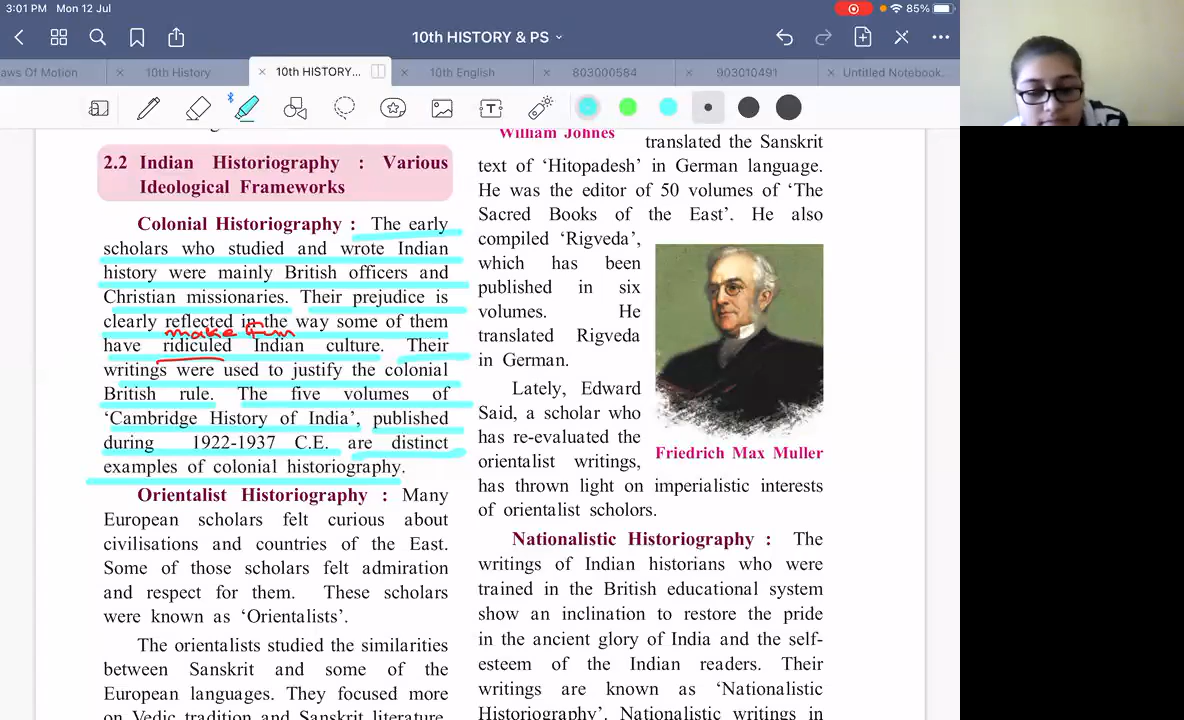 3:01 PM Mon 12 Jul
85%
10th HISTORY & PS
aws Of Motion
10th History
10th HISTORY...
10th English
803000584
903010491
Untitled Notebook...
2.2 Indian Historiography : Various
Ideological Frameworks
Colonial Historiography : The early
scholars who studied and wrote Indian
history were mainly British officers and
Christian missionaries. Their prejudice is
clearly reflected in the way some of them
make fun
have ridiculed Indian culture. Their
writings were used to justify the colonial
British rule. The five volumes of
‘Cambridge History of India’, published
during 1922-1937 C.E. are distinct
examples of colonial historiography.
Orientalist Historiography : Many
European scholars felt curious about
civilisations and countries of the East.
Some of those scholars felt admiration
and respect for them. These scholars
were known as ‘Orientalists’.
The orientalists studied the similarities
between Sanskrit and some of the
European languages. They focused more
on Vedic tradition and Sanskrit literature.
William Johnes
translated the Sanskrit
text of ‘Hitopadesh’ in German language.
He was the editor of 50 volumes of ‘The
Sacred Books of the East’. He also
compiled ‘Rigveda’,
which has been
published in six
volumes. He
translated Rigveda
in German.
Lately, Edward
Said, a scholar who
has re-evaluated the
orientalist writings,
has thrown light on imperialistic interests
of orientalist scholors.
Friedrich Max Muller
Nationalistic Historiography : The
writings of Indian historians who were
trained in the British educational system
show an inclination to restore the pride
in the ancient glory of India and the self-
esteem of the Indian readers. Their
writings are known as ‘Nationalistic
Historiography’. Nationalistic writings in